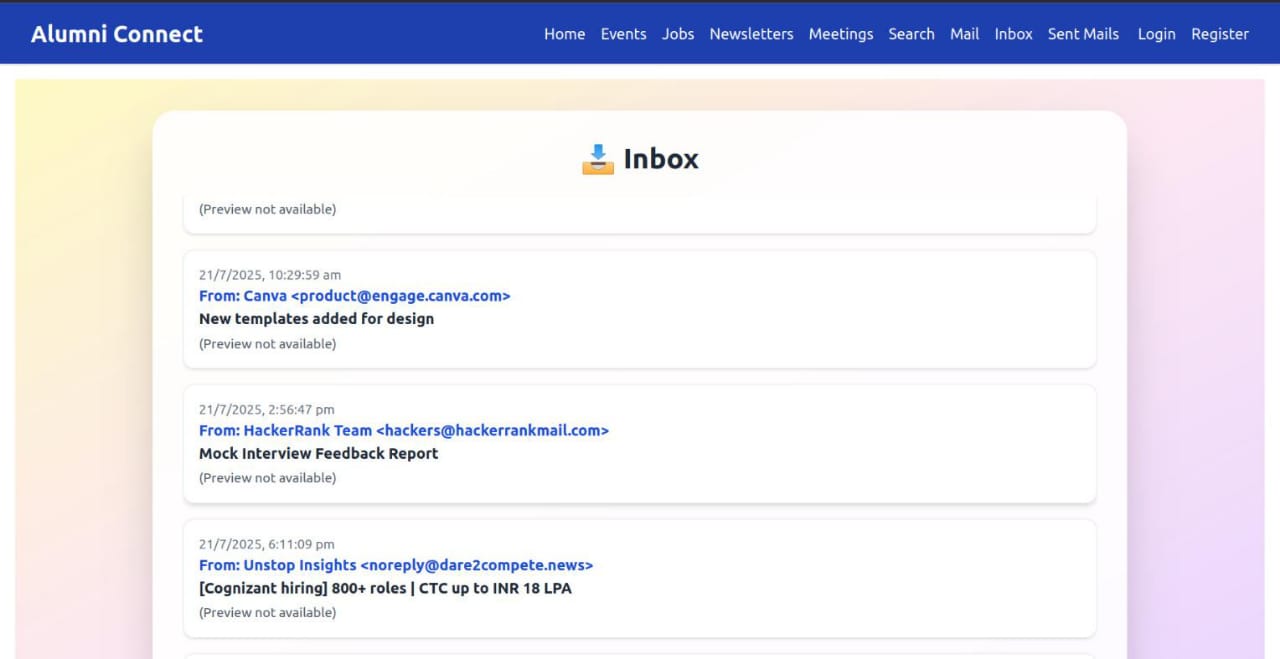 Alumni Connect
Home Events Jobs Newsletters Meetings Search Mail Inbox Sent Mails Login Register
Inbox
(Preview not available)
21/7/2025, 10:29:59 am
From: Canva <product@engage.canva.com>
New templates added for design
(Preview not available)
21/7/2025, 2:56:47 pm
From: HackerRank Team <hackers@hackerrankmail.com>
Mock Interview Feedback Report
(Preview not available)
21/7/2025, 6:11:09 pm
From: Unstop Insights <noreply@dare2compete.news>
[Cognizant hiring] 800+ roles | CTC up to INR 18 LPA
(Preview not available)